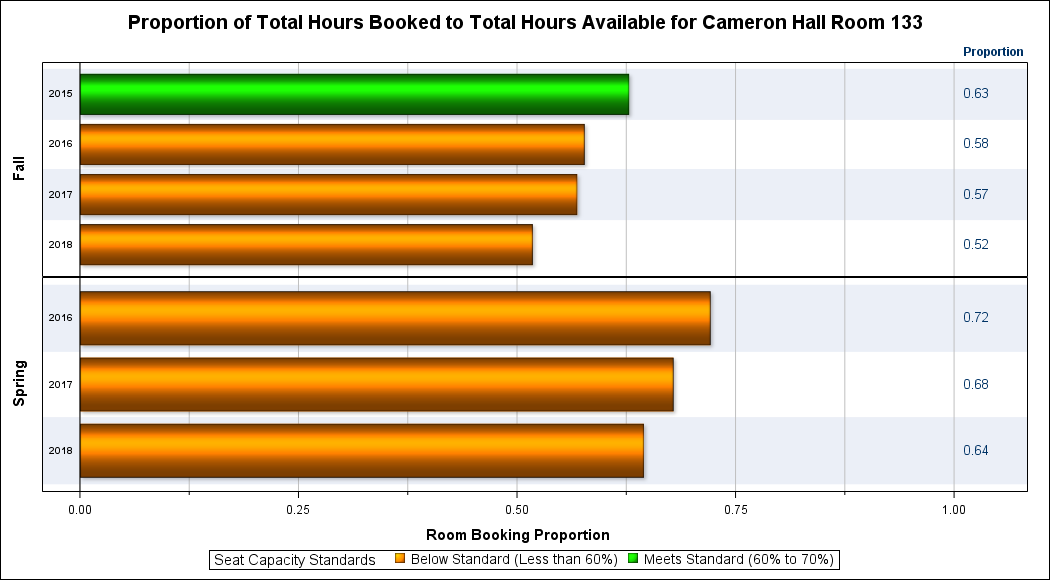 Proportion of Total Hours Booked to Total Hours Available for Cameron Hall Room 133
Proportion
Fall
2015 0.63
2016 0.58
2017 0.57
2018 0.52
Spring
2016 0.72
2017 0.68
2018 0.64
0.00 0.25 0.50 0.75 1.00
Room Booking Proportion
Seat Capacity Standards Below Standard (Less than 60%) Meets Standard (60% to 70%)